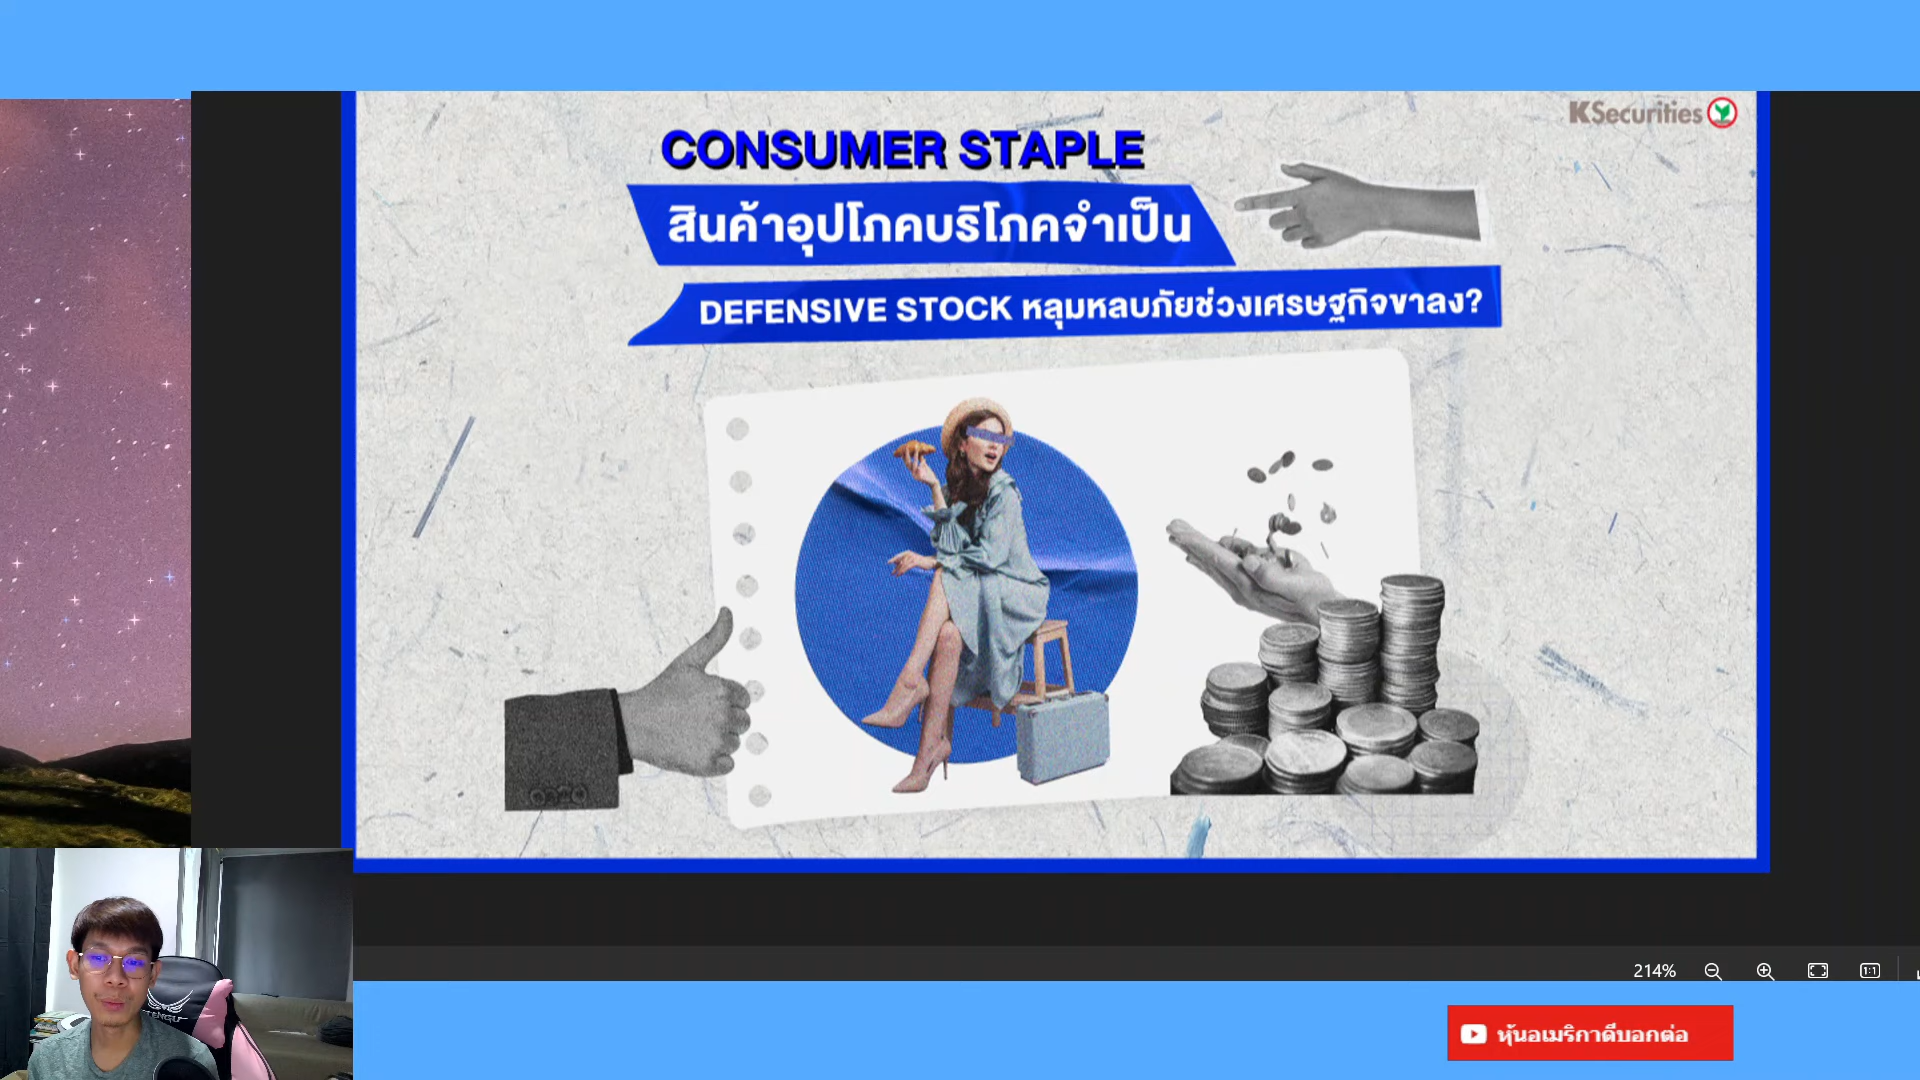 KSecurities
CONSUMER STAPLE
สินค้าอุปโภคบริโภคจำเป็น
DEFENSIVE STOCK หลุมหลบภัยช่วงเศรษฐกิจขาลง?
214%
1:1
หุ้นอเมริกาดีบอกต่อ